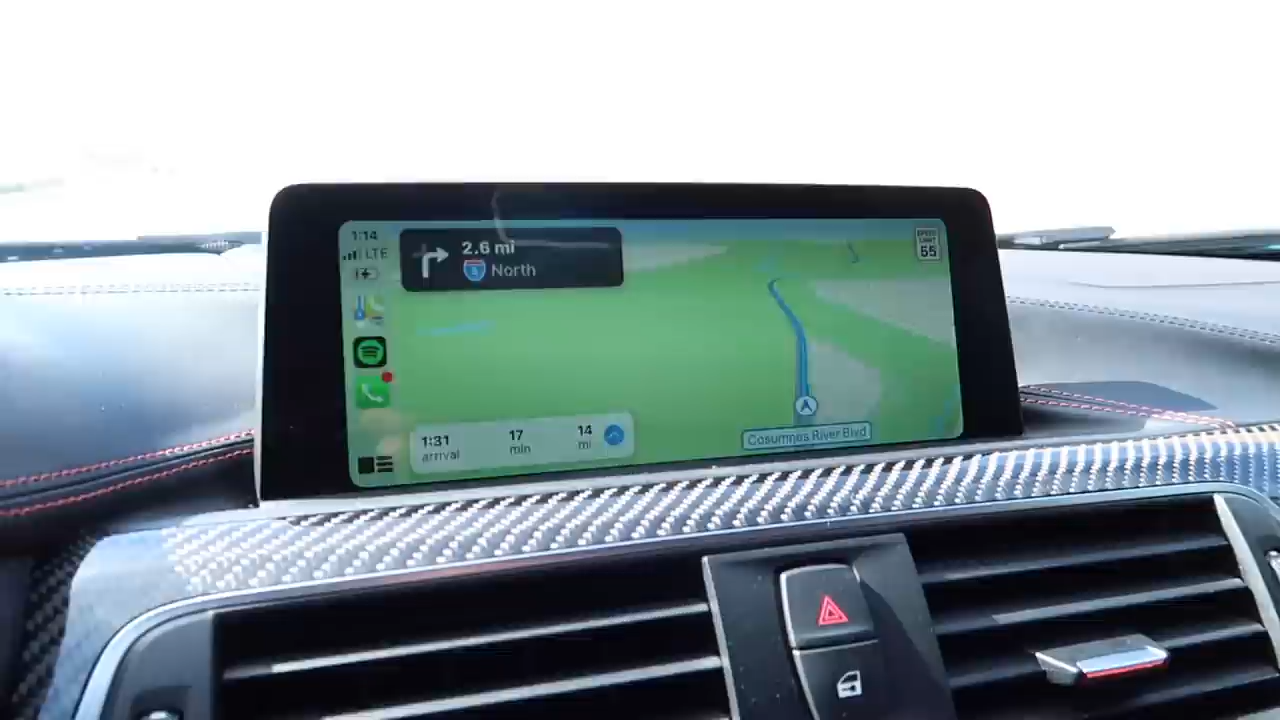 1:14
LTE
2.6 mi
North
SPEED
LIMIT
55
1:31
arrival
17
min
14
mi
Cosumnes River Blvd